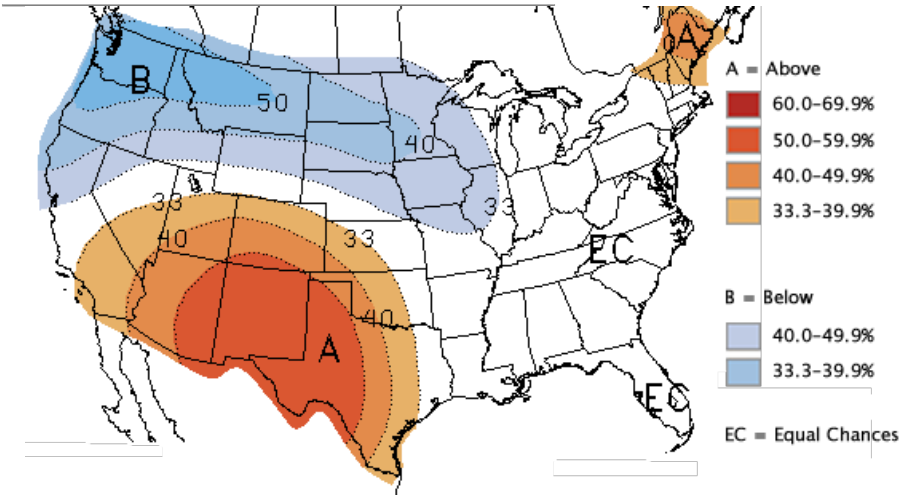 A
A = Above
60.0-69.9%
B
50
50.0-59.9%
40
40.0-49.9%
33
33
33.3-39.9%
40
33
EC
B = Below
40
40.0-49.9%
A
33.3-39.9%
EC
EC = Equal Chances